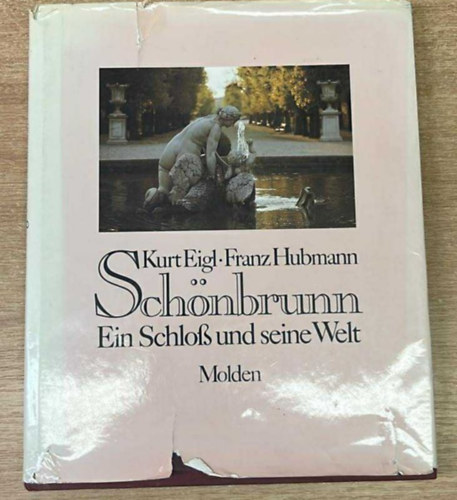 Kurt Eigl · Franz Hubmann
Schönbrunn
Ein Schloß und seine Welt
Molden